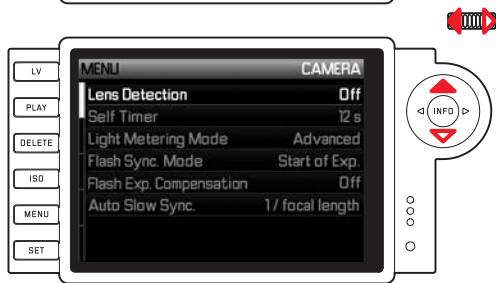 MENU CAMERA
LV
Lens Detection Off
Self Timer 12 s
PLAY
Light Metering Mode Advanced
INFO
DELETE
Flash Sync. Mode Start of Exp.
ISO
Flash Exp. Compensation Off
Auto Slow Sync. 1/ focal length
MENU
SET